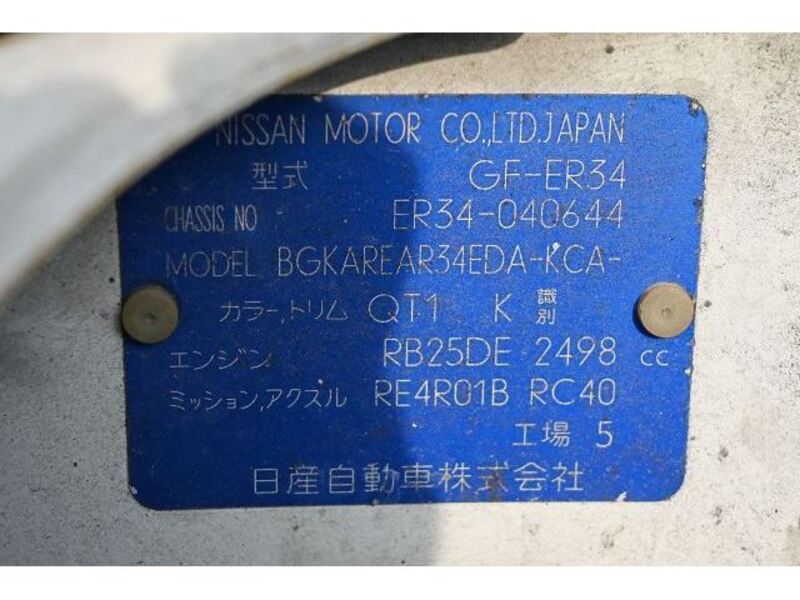 NISSAN MOTOR CO.,LTD.JAPAN
型式 GF-ER34
CHASSIS NO ER34-040644
MODEL BGKAREAR34EDA-KCA-
カラー,トリム QT1 K 識別
エンジン RB25DE 2498 cc
ミッション,アクスル RE4R01B RC40
工場 5
日産自動車株式会社